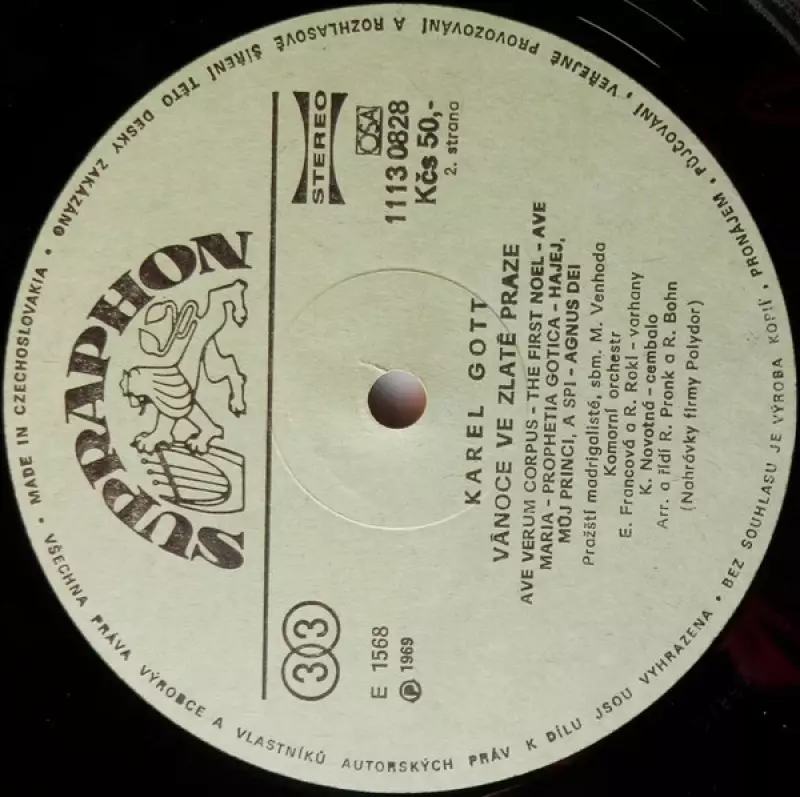 SUPRAPHON
STEREO
OSA
1113 0828
Kčs 50,-
2. strana
33
E 1568
Ⓟ 1969
KAREL GOTT
VÁNOCE VE ZLATÉ PRAZE
AVE VERUM CORPUS - THE FIRST NOEL - AVE
MARIA - PROPHETIA GOTICA - HAJEJ,
MŮJ PRINCI, A SPI - AGNUS DEI
Pražští madrigalisté, sbm. M. Venhoda
Komorní orchestr
E. Francová a R. Rokl - varhany
K. Novotná - cembalo
Arr. a řídí R. Pronk a R. Bohn
(Nahrávky firmy Polydor)
• MADE IN CZECHOSLOVAKIA • VŠECHNA PRÁVA VÝROBCE A VLASTNÍKŮ AUTORSKÝCH PRÁV K DÍLU JSOU VYHRAZENA • BEZ SOUHLASU JE VÝROBA KOPIÍ, PRONÁJEM, PŮJČOVÁNÍ, VEŘEJNÉ PROVOZOVÁNÍ A ROZHLASOVÉ ŠÍŘENÍ TÉTO DESKY ZAKÁZÁNO